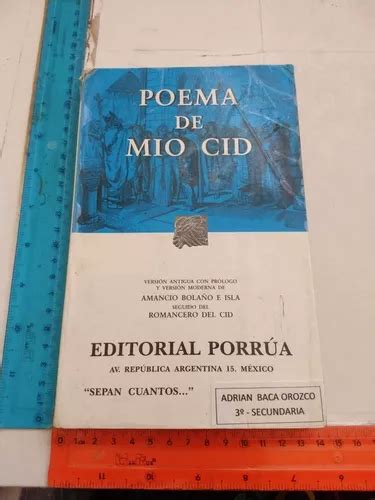 POEMA
DE
MIO CID
VERSIÓN ANTIGUA CON PRÓLOGO
Y VERSIÓN MODERNA DE
AMANCIO BOLAÑO E ISLA
SEGUIDO DEL
ROMANCERO DEL CID
EDITORIAL PORRÚA
AV. REPÚBLICA ARGENTINA 15, MÉXICO
"SEPAN CUANTOS..."
ADRIAN BACA OROZCO
3º - SECUNDARIA